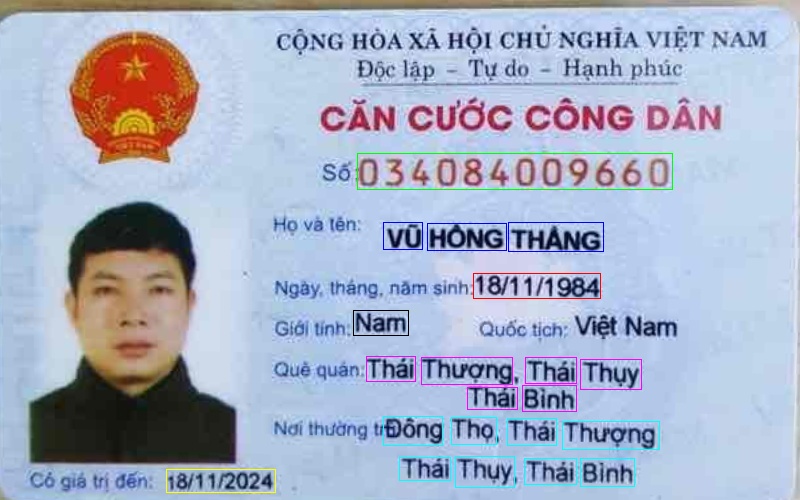 CỘNG HÒA XÃ HỘI CHỦ NGHĨA VIỆT NAM
Độc lập – Tự do – Hạnh phúc
CĂN CƯỚC CÔNG DÂN
Số: 034084009660
Họ và tên: VŨ HỒNG THĂNG
Ngày, tháng, năm sinh: 18/11/1984
Giới tính: Nam Quốc tịch: Việt Nam
Quê quán: Thái Thượng, Thái Thụy
Thái Bình
Nơi thường tr Đông Thọ, Thái Thượng
Thái Thụy, Thái Bình
Có giá trị đến: 18/11/2024